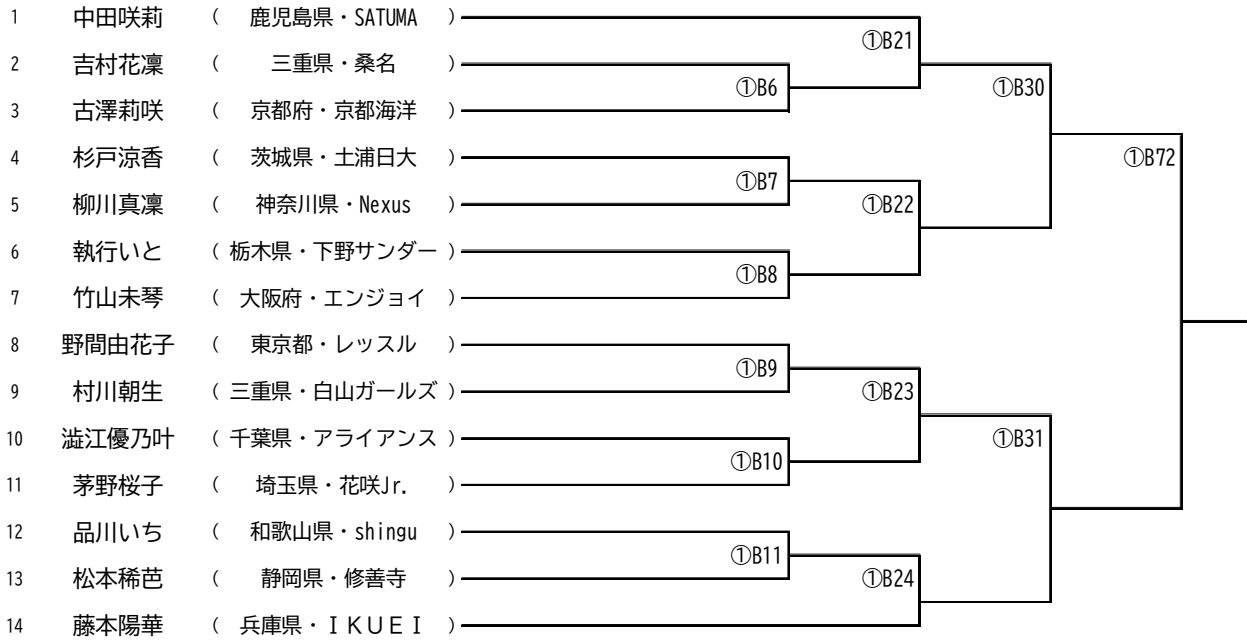 1 中田咲莉 ( 鹿児島県・SATUMA )
①B21
2 吉村花凜 ( 三重県・桑名 )
①B6 ①B30
3 古澤莉咲 ( 京都府・京都海洋 )
4 杉戸涼香 ( 茨城県・土浦日大 )
①B72
①B7
5 柳川真凜 ( 神奈川県・Nexus )
①B22
6 執行いと ( 栃木県・下野サンダー )
①B8
7 竹山未琴 ( 大阪府・エンジョイ )
8 野間由花子 ( 東京都・レッスル )
①B9
9 村川朝生 ( 三重県・白山ガールズ )
①B23
10 澁江優乃叶 ( 千葉県・アライアンス )
①B31
①B10
11 茅野桜子 ( 埼玉県・花咲Jr. )
12 品川いち ( 和歌山県・shingu )
①B11
13 松本稀芭 ( 静岡県・修善寺 )
①B24
14 藤本陽華 ( 兵庫県・ＩＫＵＥＩ )